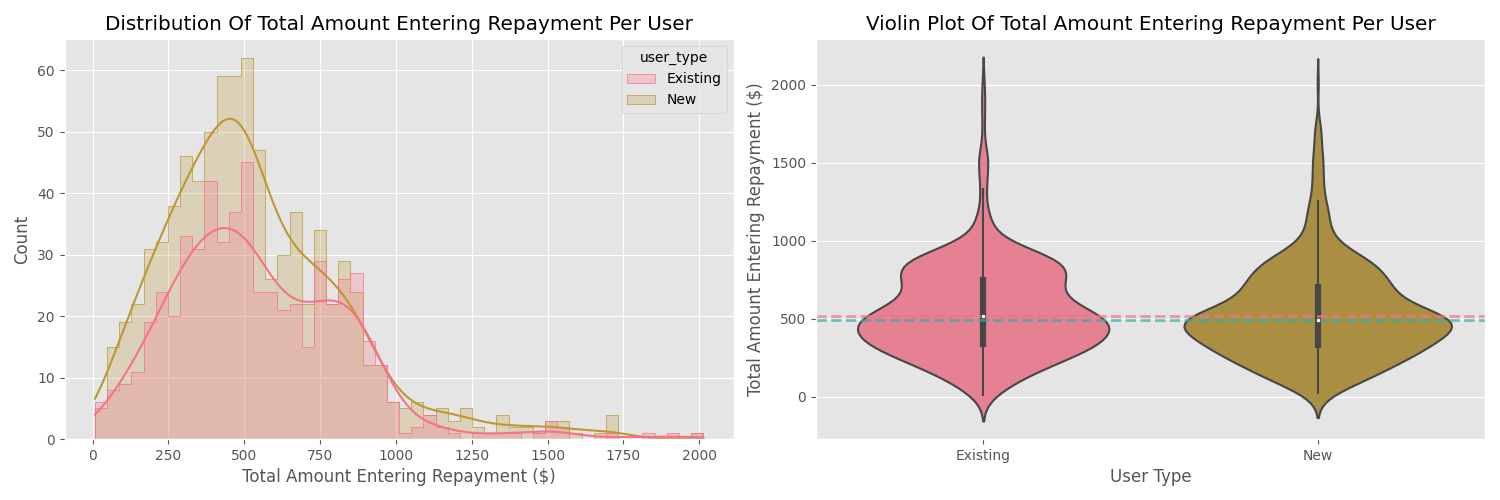 Distribution Of Total Amount Entering Repayment Per User
60
50
40
30
20
10
0
Count
user_type
Existing
New
0 250 500 750 1000 1250 1500 1750 2000
Total Amount Entering Repayment ($)
Violin Plot Of Total Amount Entering Repayment Per User
2000
1500
1000
500
0
Total Amount Entering Repayment ($)
Existing New
User Type